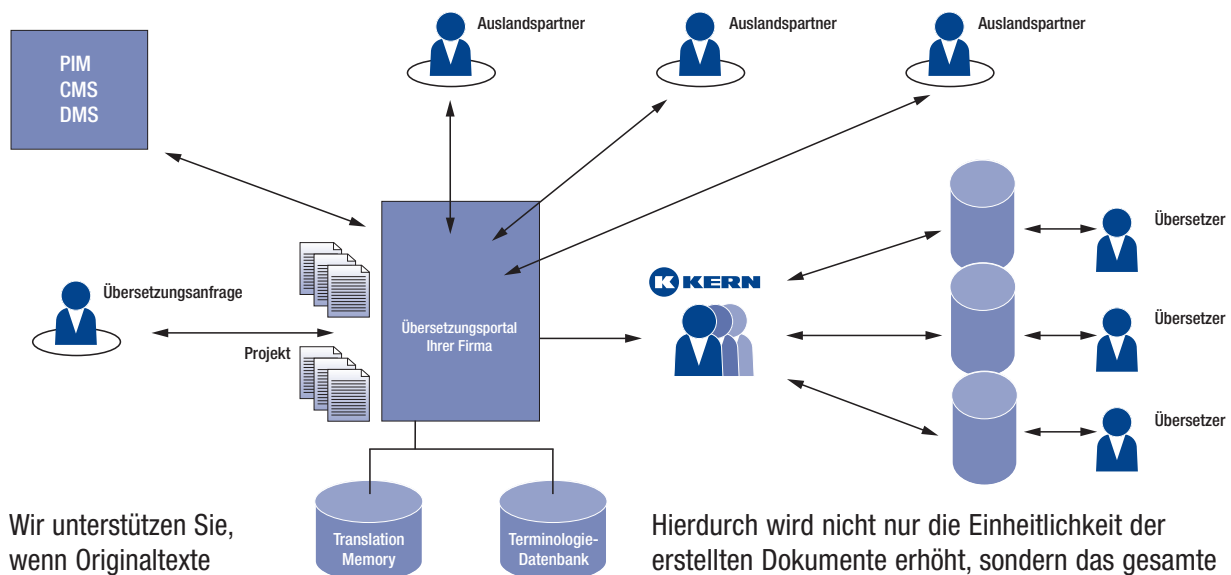 Auslandspartner
Auslandspartner
Auslandspartner
PIM
CMS
DMS
Übersetzer
Übersetzungsanfrage
K KERN
Übersetzungsportal
Ihrer Firma
Übersetzer
Projekt
Übersetzer
Translation
Memory
Terminologie-
Datenbank
Wir unterstützen Sie,
wenn Originaltexte
Hierdurch wird nicht nur die Einheitlichkeit der
erstellten Dokumente erhöht, sondern das gesamte